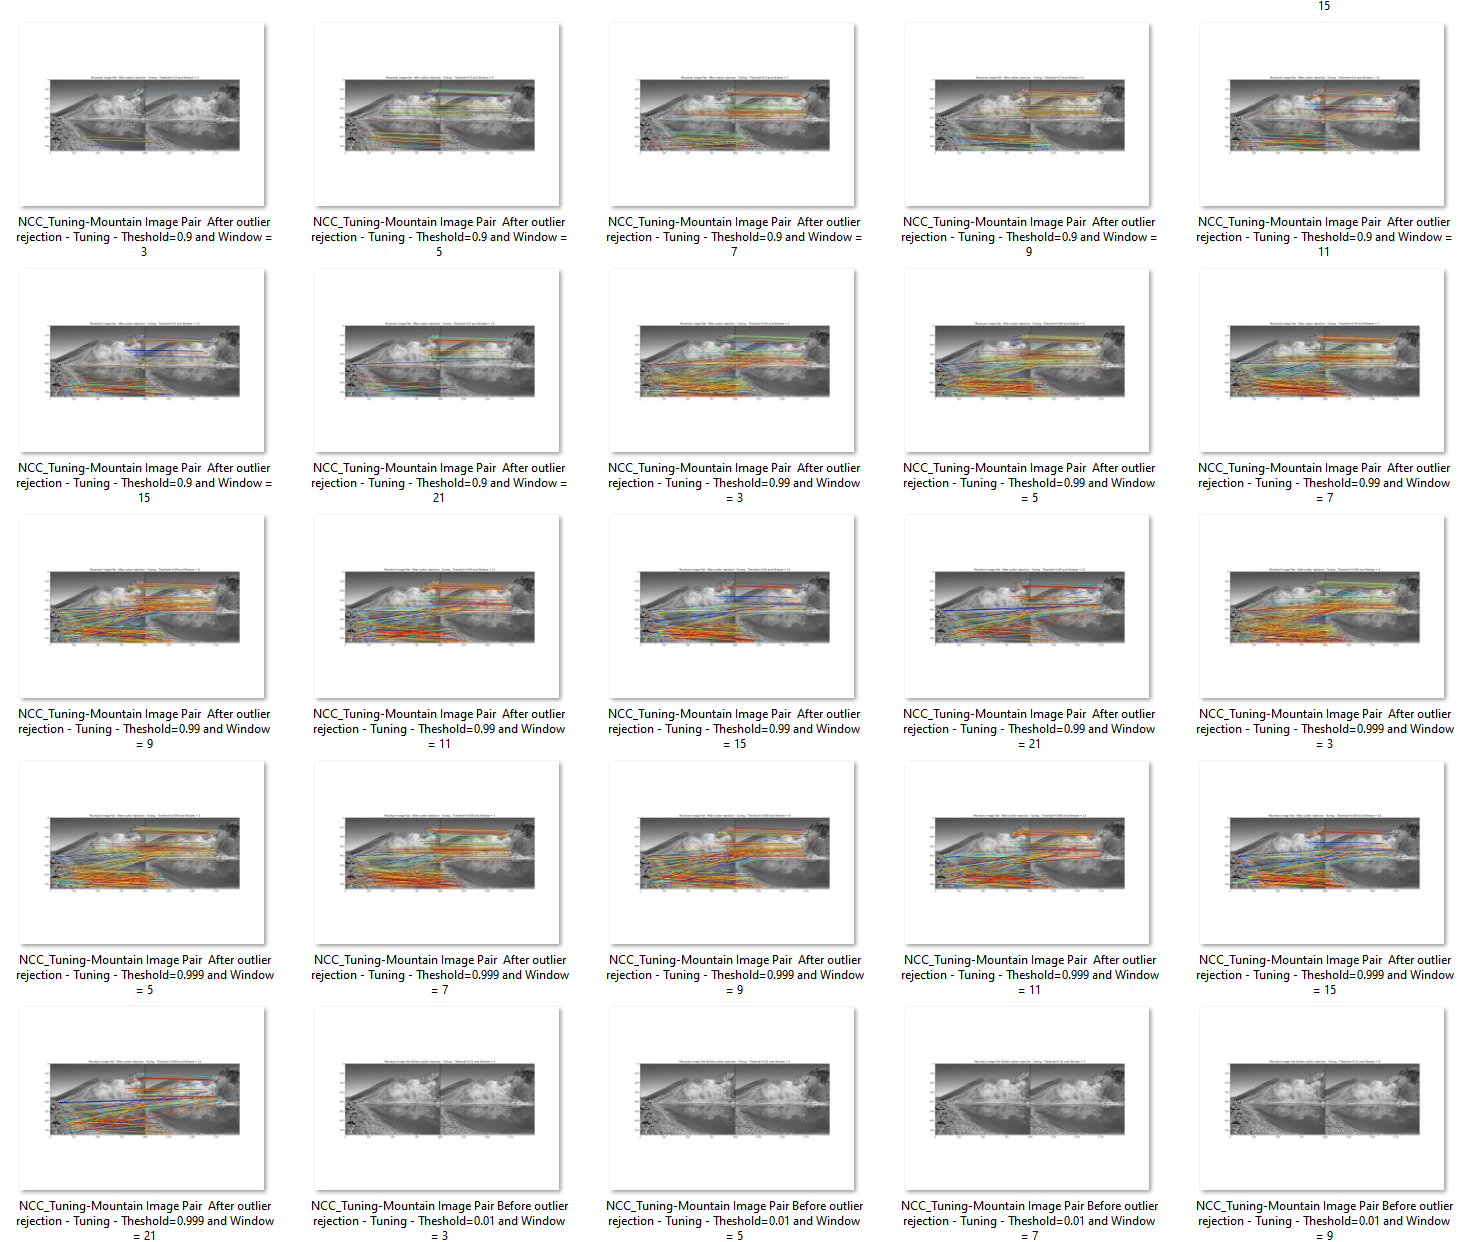 15
NCC_Tuning-Mountain Image Pair  After outlier
rejection - Tuning - Theshold=0.9 and Window =
3
NCC_Tuning-Mountain Image Pair  After outlier
rejection - Tuning - Theshold=0.9 and Window =
5
NCC_Tuning-Mountain Image Pair  After outlier
rejection - Tuning - Theshold=0.9 and Window =
7
NCC_Tuning-Mountain Image Pair  After outlier
rejection - Tuning - Theshold=0.9 and Window =
9
NCC_Tuning-Mountain Image Pair  After outlier
rejection - Tuning - Theshold=0.9 and Window =
11
NCC_Tuning-Mountain Image Pair  After outlier
rejection - Tuning - Theshold=0.9 and Window =
15
NCC_Tuning-Mountain Image Pair  After outlier
rejection - Tuning - Theshold=0.9 and Window =
21
NCC_Tuning-Mountain Image Pair  After outlier
rejection - Tuning - Theshold=0.99 and Window
= 3
NCC_Tuning-Mountain Image Pair  After outlier
rejection - Tuning - Theshold=0.99 and Window
= 5
NCC_Tuning-Mountain Image Pair  After outlier
rejection - Tuning - Theshold=0.99 and Window
= 7
NCC_Tuning-Mountain Image Pair  After outlier
rejection - Tuning - Theshold=0.99 and Window
= 9
NCC_Tuning-Mountain Image Pair  After outlier
rejection - Tuning - Theshold=0.99 and Window
= 11
NCC_Tuning-Mountain Image Pair  After outlier
rejection - Tuning - Theshold=0.99 and Window
= 15
NCC_Tuning-Mountain Image Pair  After outlier
rejection - Tuning - Theshold=0.99 and Window
= 21
NCC_Tuning-Mountain Image Pair  After outlier
rejection - Tuning - Theshold=0.999 and Window
= 3
NCC_Tuning-Mountain Image Pair  After outlier
rejection - Tuning - Theshold=0.999 and Window
= 5
NCC_Tuning-Mountain Image Pair  After outlier
rejection - Tuning - Theshold=0.999 and Window
= 7
NCC_Tuning-Mountain Image Pair  After outlier
rejection - Tuning - Theshold=0.999 and Window
= 9
NCC_Tuning-Mountain Image Pair  After outlier
rejection - Tuning - Theshold=0.999 and Window
= 11
NCC_Tuning-Mountain Image Pair  After outlier
rejection - Tuning - Theshold=0.999 and Window
= 15
NCC_Tuning-Mountain Image Pair  After outlier
rejection - Tuning - Theshold=0.999 and Window
= 21
NCC_Tuning-Mountain Image Pair Before outlier
rejection - Tuning - Theshold=0.01 and Window
= 3
NCC_Tuning-Mountain Image Pair Before outlier
rejection - Tuning - Theshold=0.01 and Window
= 5
NCC_Tuning-Mountain Image Pair Before outlier
rejection - Tuning - Theshold=0.01 and Window
= 7
NCC_Tuning-Mountain Image Pair Before outlier
rejection - Tuning - Theshold=0.01 and Window
= 9